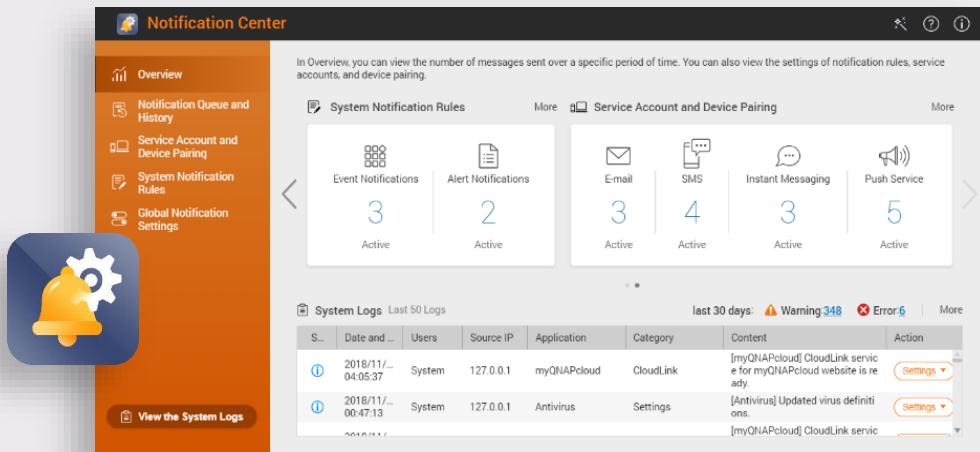 Notification Center
Overview
Notification Queue and
History
Service Account and
Device Pairing
System Notification
Rules
Global Notification
Settings
View the System Logs
In Overview, you can view the number of messages sent over a specific period of time. You can also view the settings of notification rules, service
accounts, and device pairing.
System Notification Rules More
Event Notifications Alert Notifications
3 2
Active Active
Service Account and Device Pairing More
E-mail SMS Instant Messaging Push Service
3 4 3 5
Active Active Active Active
System Logs Last 50 Logs last 30 days: Warning:348 Error:6 More
S... Date and ... Users Source IP Application Category Content Action
2018/11/... 04:05:37 System 127.0.0.1 myQNAPcloud CloudLink [myQNAPcloud] CloudLink servic
e for myQNAPcloud website is re
ady. Settings
2018/11/... 00:47:13 System 127.0.0.1 Antivirus Settings [Antivirus] Updated virus definiti
ons. Settings
[myQNAPcloud] CloudLink servic